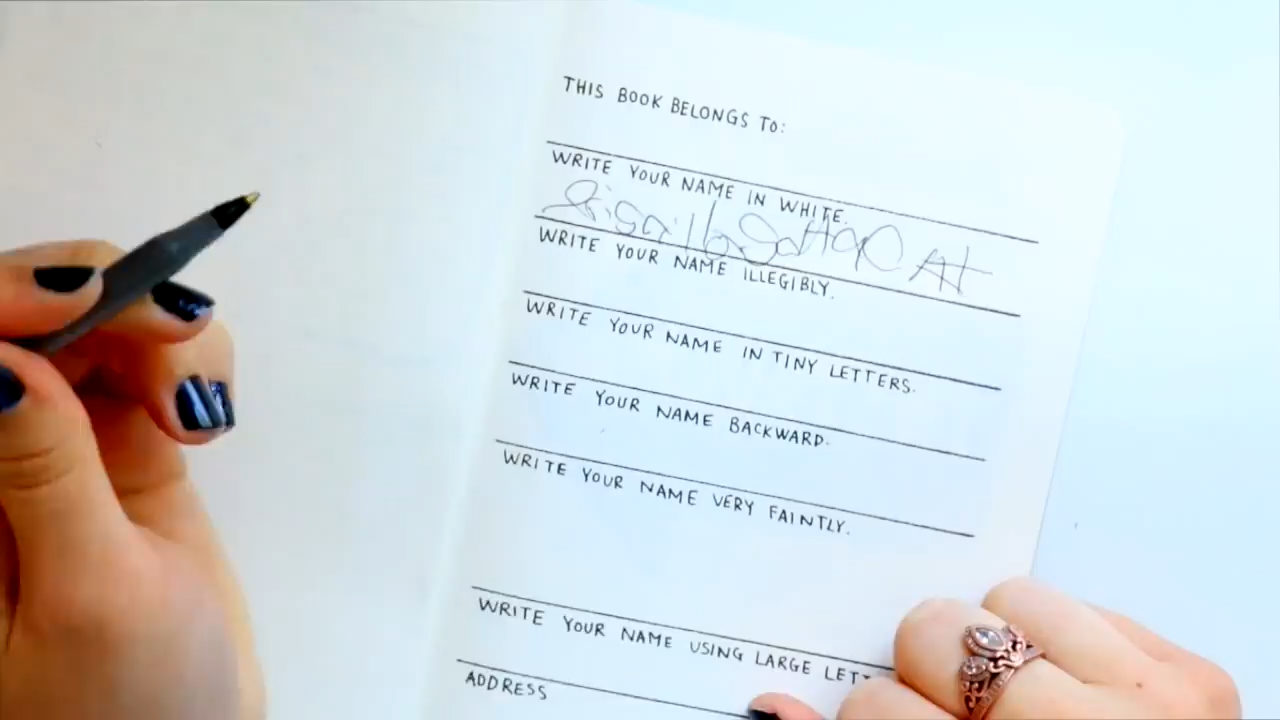 THIS BOOK BELONGS TO:
WRITE YOUR NAME IN WHITE.
WRITE YOUR NAME ILLEGIBLY.
WRITE YOUR NAME IN TINY LETTERS.
WRITE YOUR NAME BACKWARD.
WRITE YOUR NAME VERY FAINTLY.
WRITE YOUR NAME USING LARGE LETT
ADDRESS